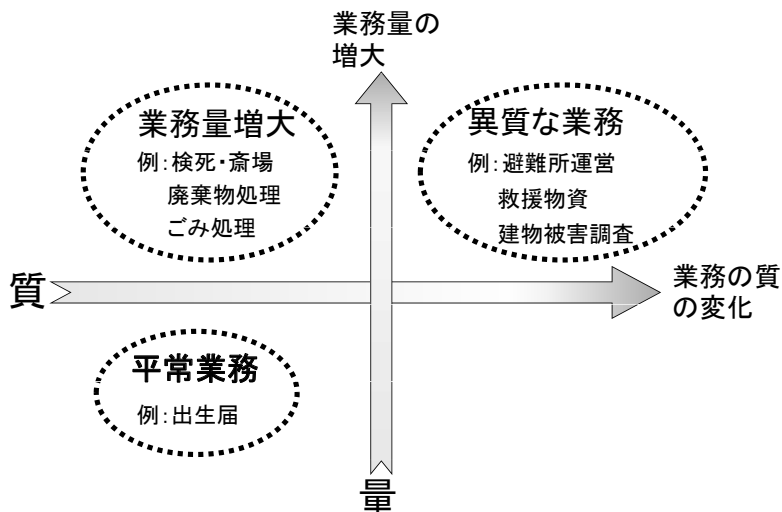 業務量の
増大
業務量増大
例：検死・斎場
廃棄物処理
ごみ処理
異質な業務
例：避難所運営
救援物資
建物被害調査
質
業務の質
の変化
平常業務
例：出生届
量